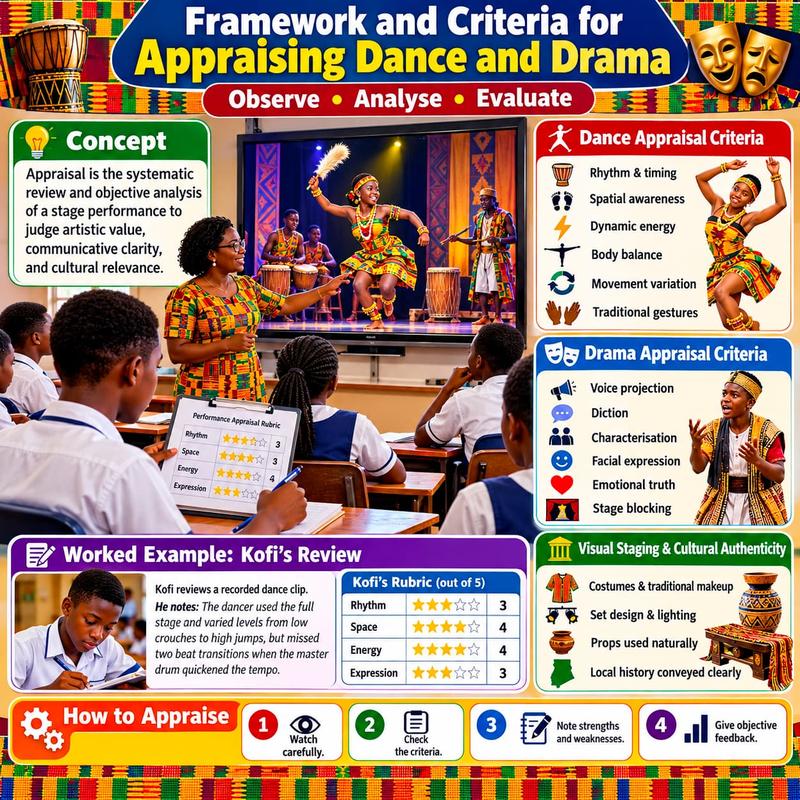 Framework and Criteria for
Appraising Dance and Drama
Observe • Analyse • Evaluate
Concept
Appraisal is the systematic
review and objective analysis
of a stage performance to
judge artistic value,
communicative clarity,
and cultural relevance.
Performance Appraisal Rubric
Rhythm 3
Space 3
Energy 4
Expression
Dance Appraisal Criteria
Rhythm & timing
Spatial awareness
Dynamic energy
Body balance
Movement variation
Traditional gestures
Drama Appraisal Criteria
Voice projection
Diction
Characterisation
Facial expression
Emotional truth
Stage blocking
Worked Example: Kofi's Review
Kofi reviews a recorded dance clip.
He notes: The dancer used the full
stage and varied levels from low
crouches to high jumps, but missed
two beat transitions when the master
drum quickened the tempo.
Kofi's Rubric (out of 5)
Rhythm 3
Space 4
Energy 4
Expression 3
Visual Staging & Cultural Authenticity
Costumes & traditional makeup
Set design & lighting
Props used naturally
Local history conveyed clearly
How to Appraise
1
Watch
carefully.
2
Check
the criteria.
3
Note strengths
and weaknesses.
4
Give objective
feedback.